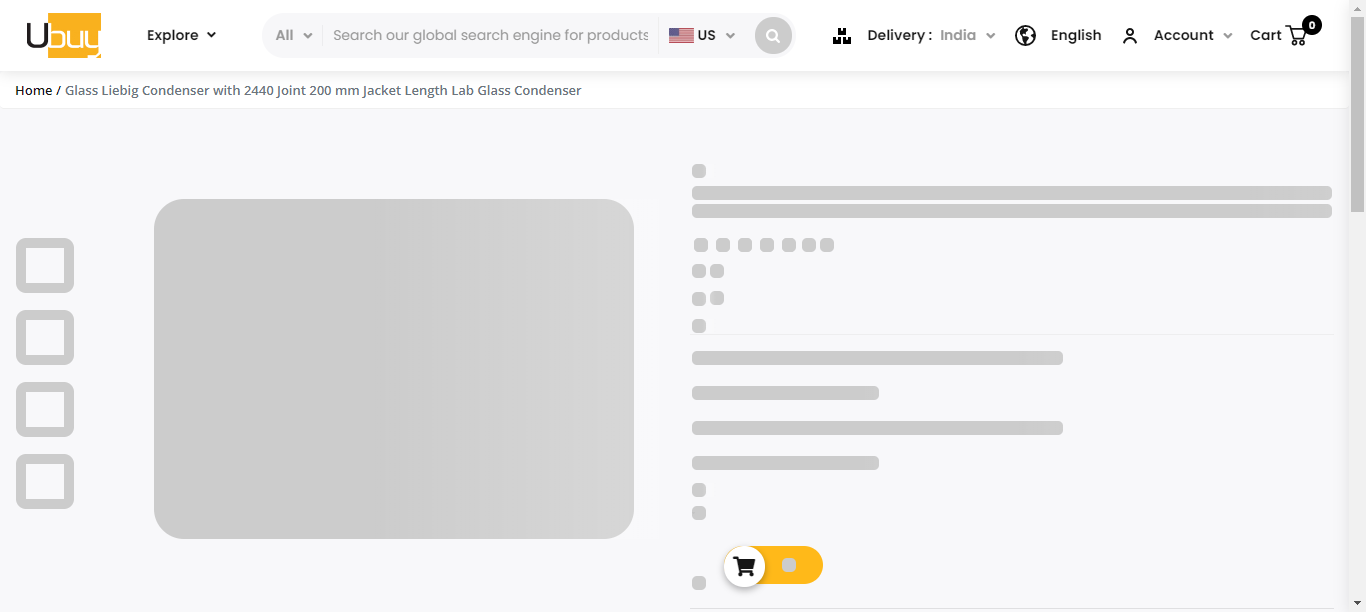 Ubuy
Explore
All
Search our global search engine for products
US
Delivery : India
English
Account
Cart
0
Home / Glass Liebig Condenser with 2440 Joint 200 mm Jacket Length Lab Glass Condenser